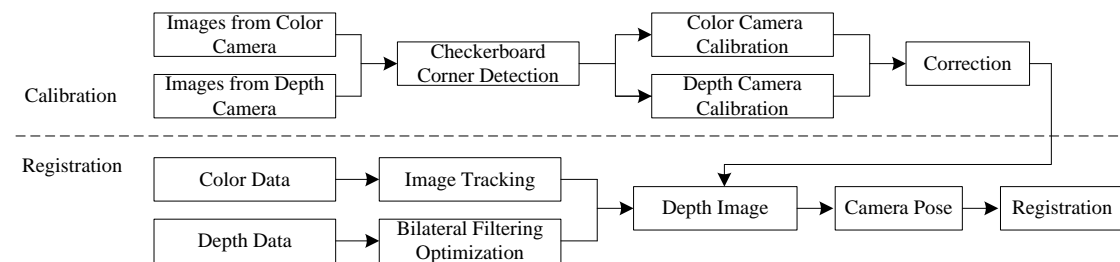 Images from Color
Camera
Images from Depth
Camera
Checkerboard
Corner Detection
Color Camera
Calibration
Depth Camera
Calibration
Correction
Calibration
Registration
Color Data
Image Tracking
Depth Data
Bilateral Filtering
Optimization
Depth Image
Camera Pose
Registration